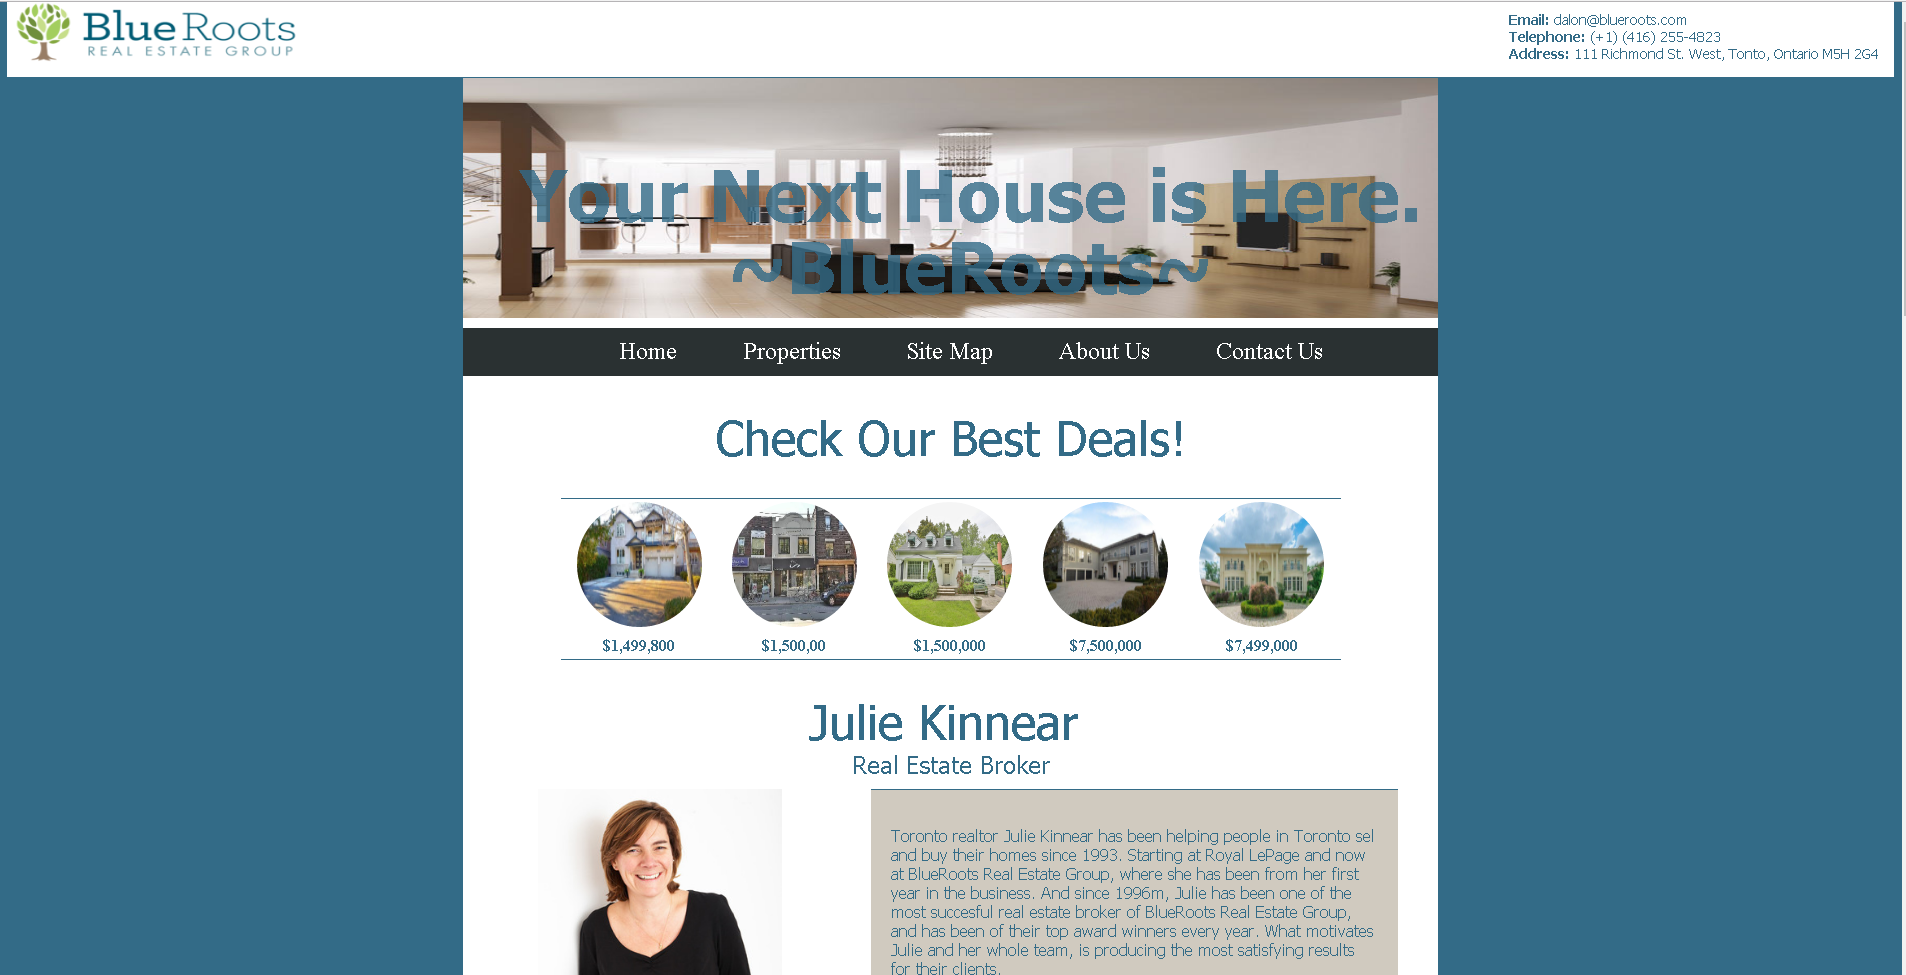 Blue Roots
REAL ESTATE GROUP
Email: dalon@blueroots.com
Telephone: (+1) (416) 255-4823
Address: 111 Richmond St. West, Tonto, Ontario M5H 2G4
Your Next House is Here.
~BlueRoots~
Home Properties Site Map About Us Contact Us
Check Our Best Deals!
$1,499,800 $1,500,00 $1,500,000 $7,500,000 $7,499,000
Julie Kinnear
Real Estate Broker
Toronto realtor Julie Kinnear has been helping people in Toronto sel
and buy their homes since 1993. Starting at Royal LePage and now
at BlueRoots Real Estate Group, where she has been from her first
year in the business. And since 1996m, Julie has been one of the
most succesful real estate broker of BlueRoots Real Estate Group,
and has been of their top award winners every year. What motivates
Julie and her whole team, is producing the most satisfying results
for their clients.